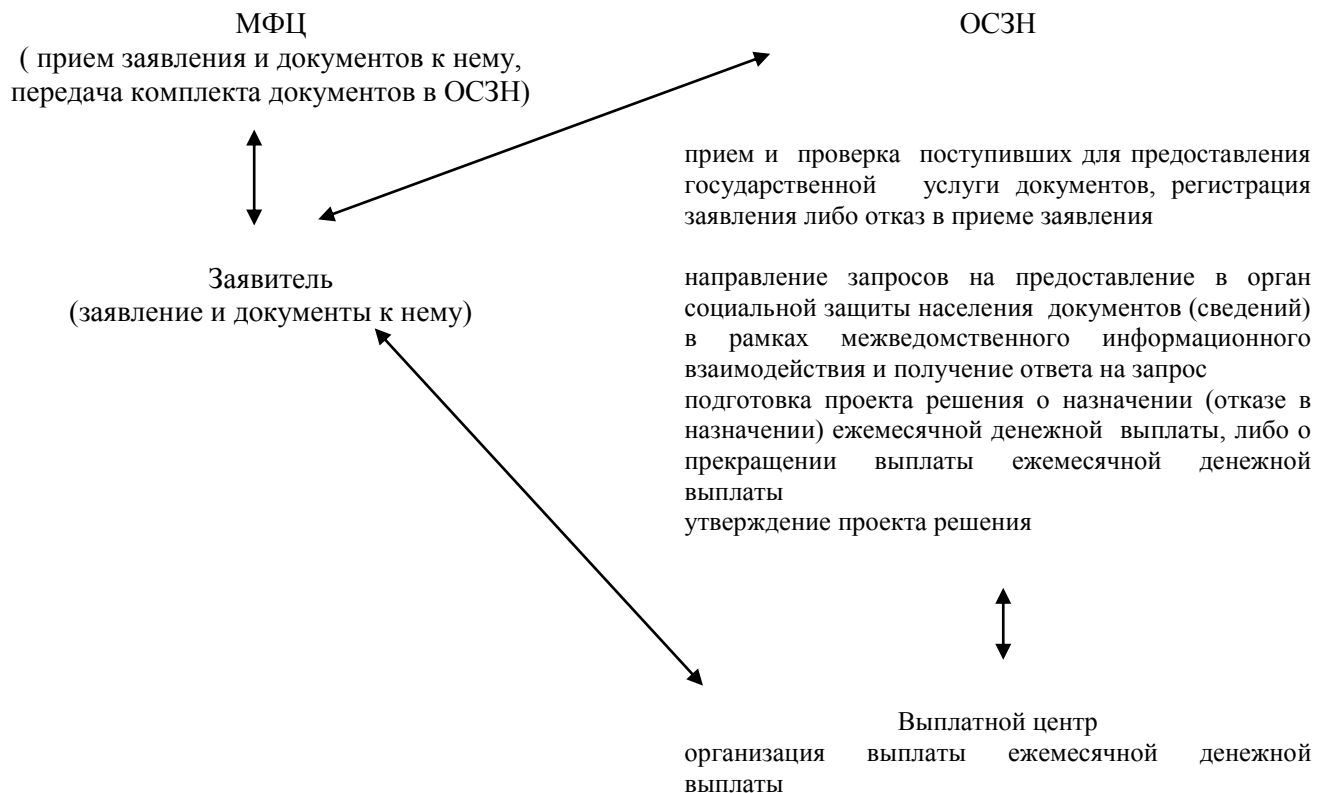 МФЦ
( прием заявления и документов к нему,
передача комплекта документов в ОСЗН)
Заявитель
(заявление и документы к нему)
ОСЗН
прием и проверка поступивших для предоставления
государственной услуги документов, регистрация
заявления либо отказ в приеме заявления
направление запросов на предоставление в орган
социальной защиты населения документов (сведений)
в рамках межведомственного информационного
взаимодействия и получение ответа на запрос
подготовка проекта решения о назначении (отказе в
назначении) ежемесячной денежной выплаты, либо о
прекращении выплаты ежемесячной денежной
выплаты
утверждение проекта решения
Выплатной центр
организация выплаты ежемесячной денежной
выплаты